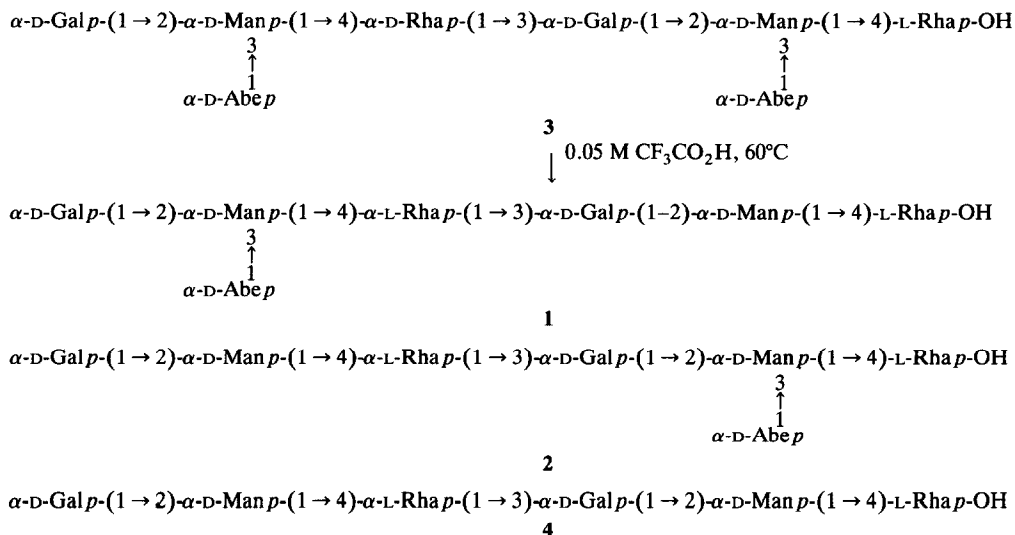 α-D-Galp-(1 → 2)-α-D-Manp-(1 → 4)-α-D-Rhap-(1 → 3)-α-D-Galp-(1 → 2)-α-D-Manp-(1 → 4)-L-Rhap-OH
3 3
↑ ↑
1 1
α-D-Abep α-D-Abep
3
↓ 0.05 M CF₃CO₂H, 60°C
α-D-Galp-(1 → 2)-α-D-Manp-(1 → 4)-α-L-Rhap-(1 → 3)-α-D-Galp-(1–2)-α-D-Manp-(1 → 4)-L-Rhap-OH
3
↑
1
α-D-Abep
1
α-D-Galp-(1 → 2)-α-D-Manp-(1 → 4)-α-L-Rhap-(1 → 3)-α-D-Galp-(1 → 2)-α-D-Manp-(1 → 4)-L-Rhap-OH
3
↑
1
α-D-Abep
2
α-D-Galp-(1 → 2)-α-D-Manp-(1 → 4)-α-L-Rhap-(1 → 3)-α-D-Galp-(1 → 2)-α-D-Manp-(1 → 4)-L-Rhap-OH
4